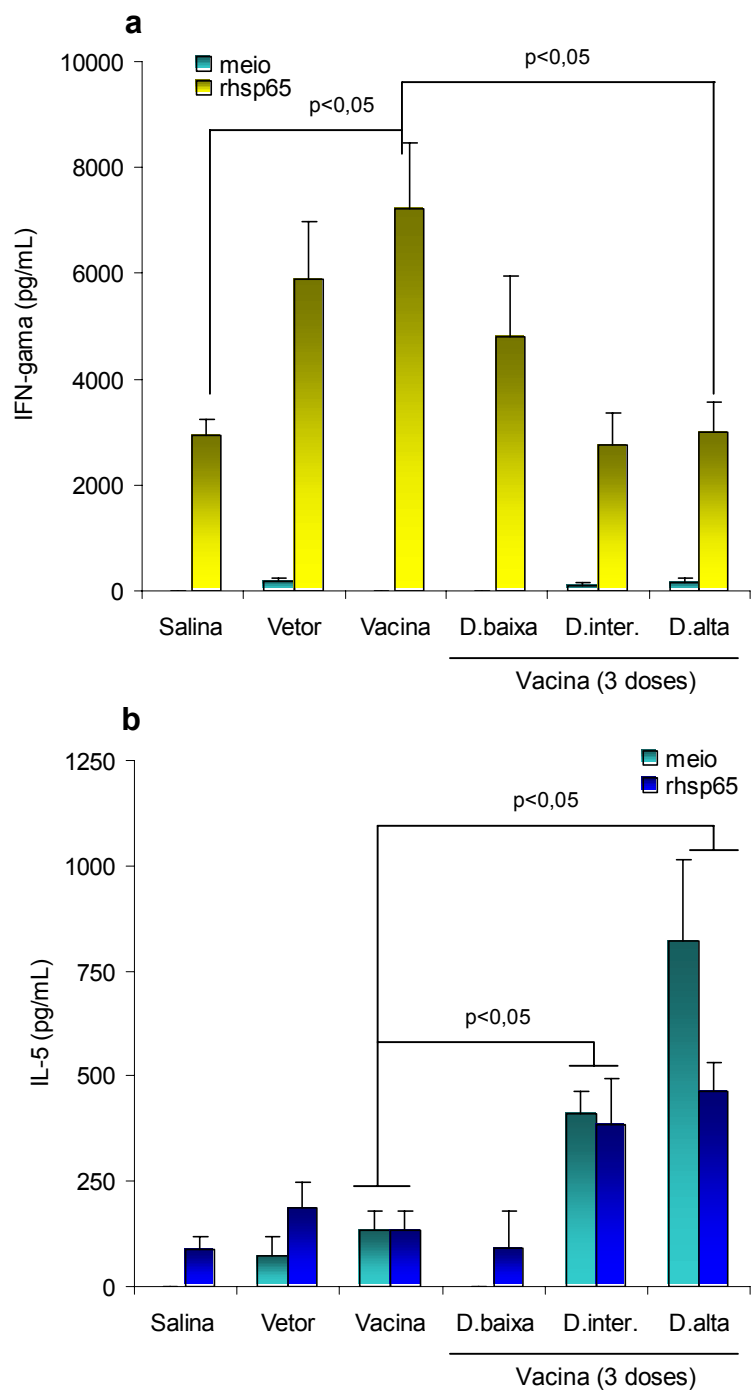 a
10000
8000
6000
4000
2000
0
IFN-gama (pg/mL)
meio
rhsp65
p<0,05
p<0,05
Salina Vetor Vacina D.baixa D.inter. D.alta
Vacina (3 doses)
b
1250
1000
750
500
250
0
IL-5 (pg/mL)
meio
rhsp65
p<0,05
p<0,05
Salina Vetor Vacina D.baixa D.inter. D.alta
Vacina (3 doses)